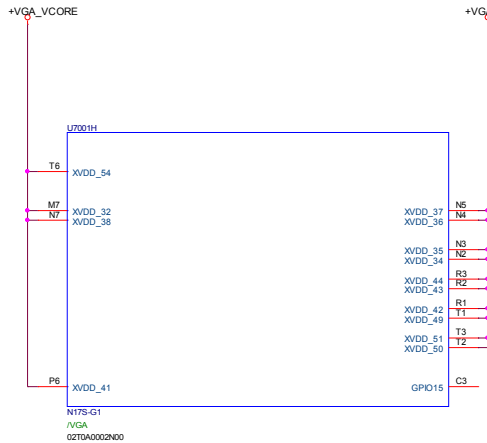 +VGA_VCORE
+VG
U7001H
T6 XVDD_54
M7 XVDD_32
N7 XVDD_38
XVDD_37 N5
XVDD_36 N4
XVDD_35 N3
XVDD_34 N2
XVDD_44 R3
XVDD_43 R2
XVDD_42 R1
XVDD_49 T1
XVDD_51 T3
XVDD_50 T2
P6 XVDD_41
GPIO15 C3
N17S-G1
/VGA
02T0A0002N00